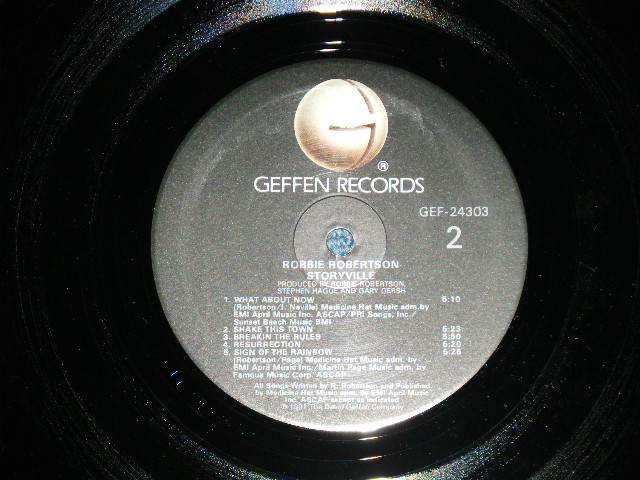 ®
GEFFEN RECORDS
GEF-24303
2
ROBBIE ROBERTSON
STORYVILLE
PRODUCED BY ROBBIE ROBERTSON,
STEPHEN HAGUE AND GARY GERSH
1. WHAT ABOUT NOW 5:10
(Robertson/I. Neville) Medicine Hat Music adm.by
EMI April Music Inc. ASCAP/PRI Songs, Inc./
Sunset Beach Music BMI
2. SHAKE THIS TOWN 5:23
3. BREAKIN THE RULES 5:50
4. RESURRECTION 5:20
5. SIGN OF THE RAINBOW 5:25
(Robertson/Page) Medicine Hat Music adm. by
EMI April Music Inc./Martin Page Music adm. by
Famous Music Corp. ASCAP
All Songs Written by R. Robertson and Published
by Medicine Hat Music adm. by EMI April Music
Inc. ASCAP except as indicated
℗ 1991 The David Geffen Company